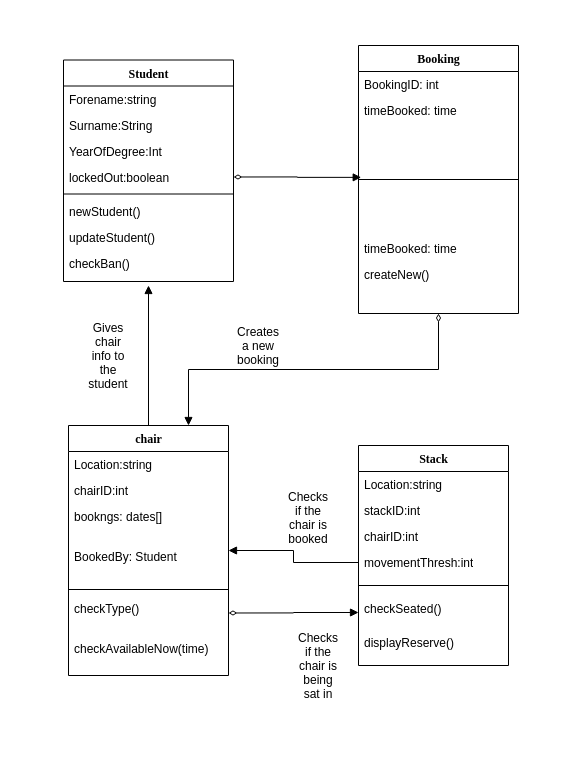 Student
Forename:string
Surname:String
YearOfDegree:Int
lockedOut:boolean
newStudent()
updateStudent()
checkBan()
Booking
BookingID: int
timeBooked: time
timeBooked: time
createNew()
Gives
chair
info to
the
student
Creates
a new
booking
chair
Location:string
chairID:int
bookngs: dates[]
BookedBy: Student
checkType()
checkAvailableNow(time)
Checks
if the
chair is
booked
Stack
Location:string
stackID:int
chairID:int
movementThresh:int
checkSeated()
displayReserve()
Checks
if the
chair is
being
sat in